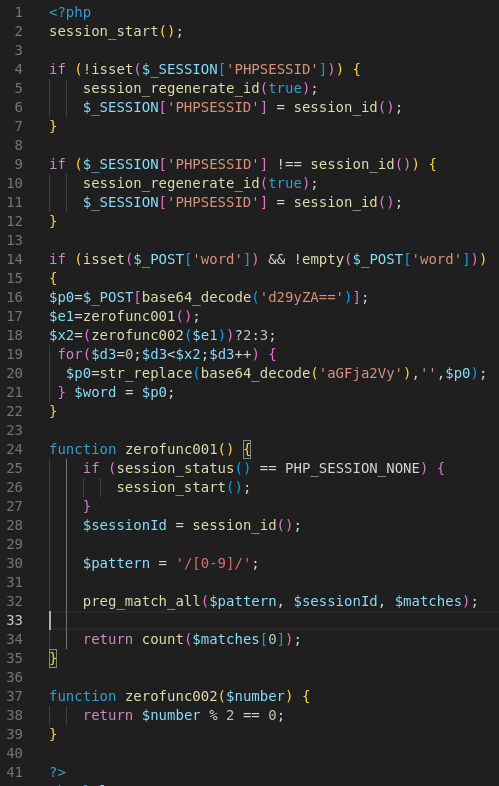 1 <?php
2 session_start();
3
4 if (!isset($_SESSION['PHPSESSID'])) {
5     session_regenerate_id(true);
6     $_SESSION['PHPSESSID'] = session_id();
7 }
8
9 if ($_SESSION['PHPSESSID'] !== session_id()) {
10     session_regenerate_id(true);
11     $_SESSION['PHPSESSID'] = session_id();
12 }
13
14 if (isset($_POST['word']) && !empty($_POST['word']))
15 {
16 $p0=$_POST[base64_decode('d29yZA==')];
17 $e1=zerofunc001();
18 $x2=(zerofunc002($e1))?2:3;
19  for($d3=0;$d3<$x2;$d3++) {
20   $p0=str_replace(base64_decode('aGFja2Vy'),'',$p0);
21  } $word = $p0;
22 }
23
24 function zerofunc001() {
25     if (session_status() == PHP_SESSION_NONE) {
26         session_start();
27     }
28     $sessionId = session_id();
29
30     $pattern = '/[0-9]/';
31
32     preg_match_all($pattern, $sessionId, $matches);
33
34     return count($matches[0]);
35 }
36
37 function zerofunc002($number) {
38     return $number % 2 == 0;
39 }
40
41 ?>